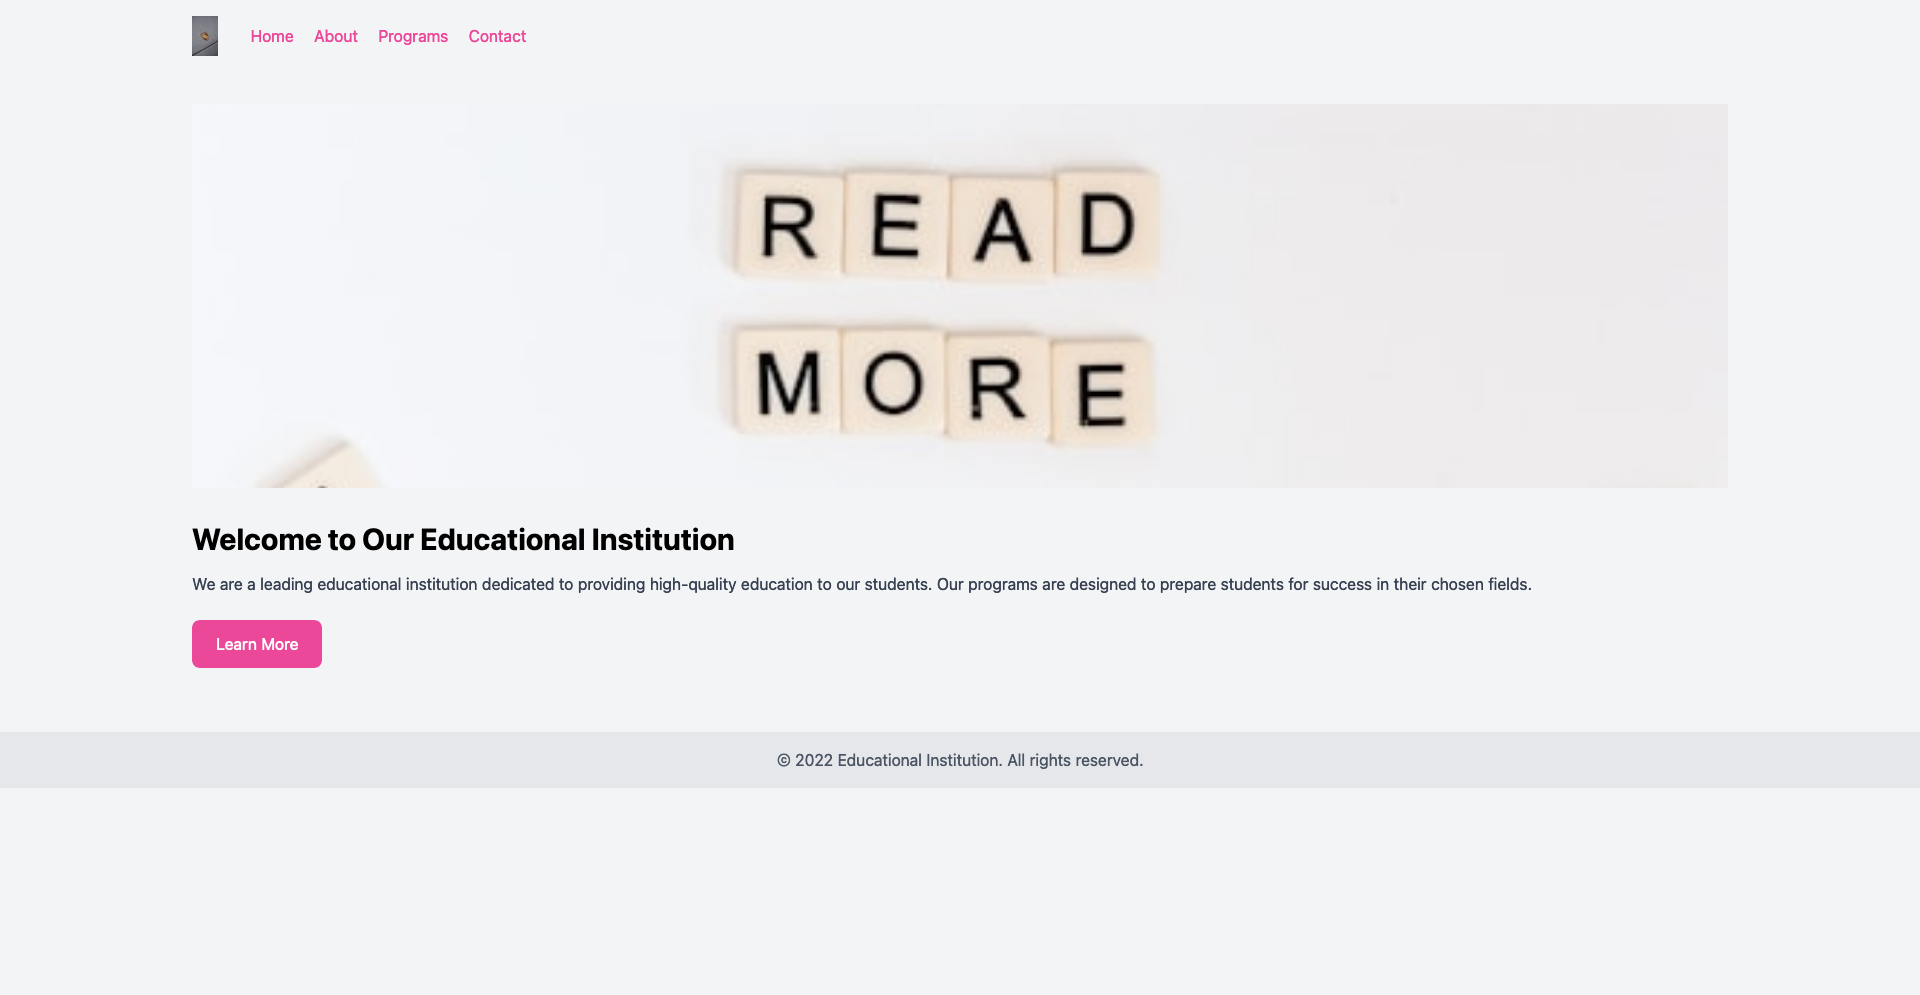 Home About Programs Contact
READ
MORE
Welcome to Our Educational Institution
We are a leading educational institution dedicated to providing high-quality education to our students. Our programs are designed to prepare students for success in their chosen fields.
Learn More
© 2022 Educational Institution. All rights reserved.